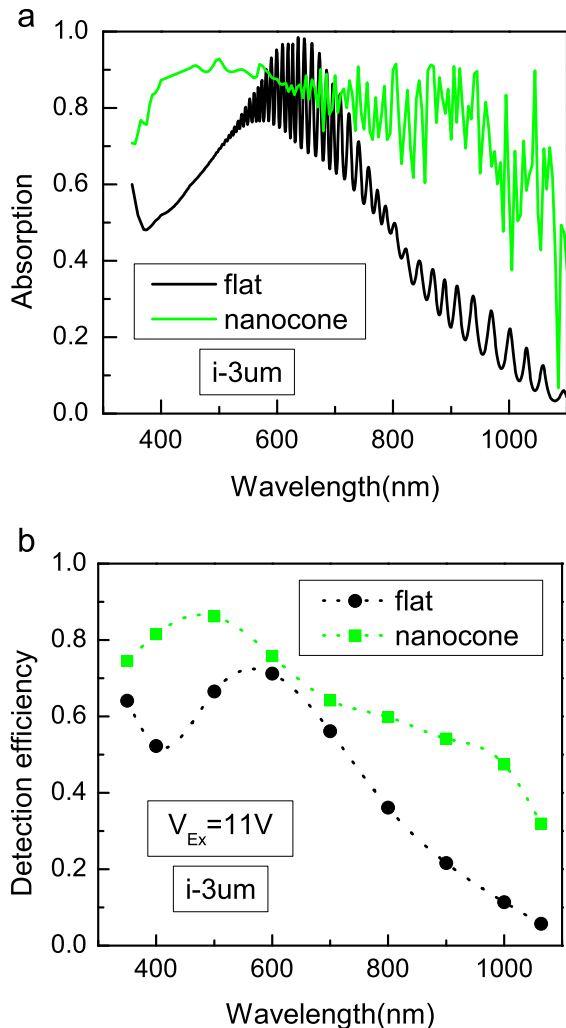 a
1.0
0.8
0.6
0.4
0.2
0.0
Absorption
flat
nanocone
i-3um
400 600 800 1000
Wavelength(nm)
b
1.0
0.8
0.6
0.4
0.2
0.0
Detection efficiency
flat
nanocone
V_Ex=11V
i-3um
400 600 800 1000
Wavelength(nm)